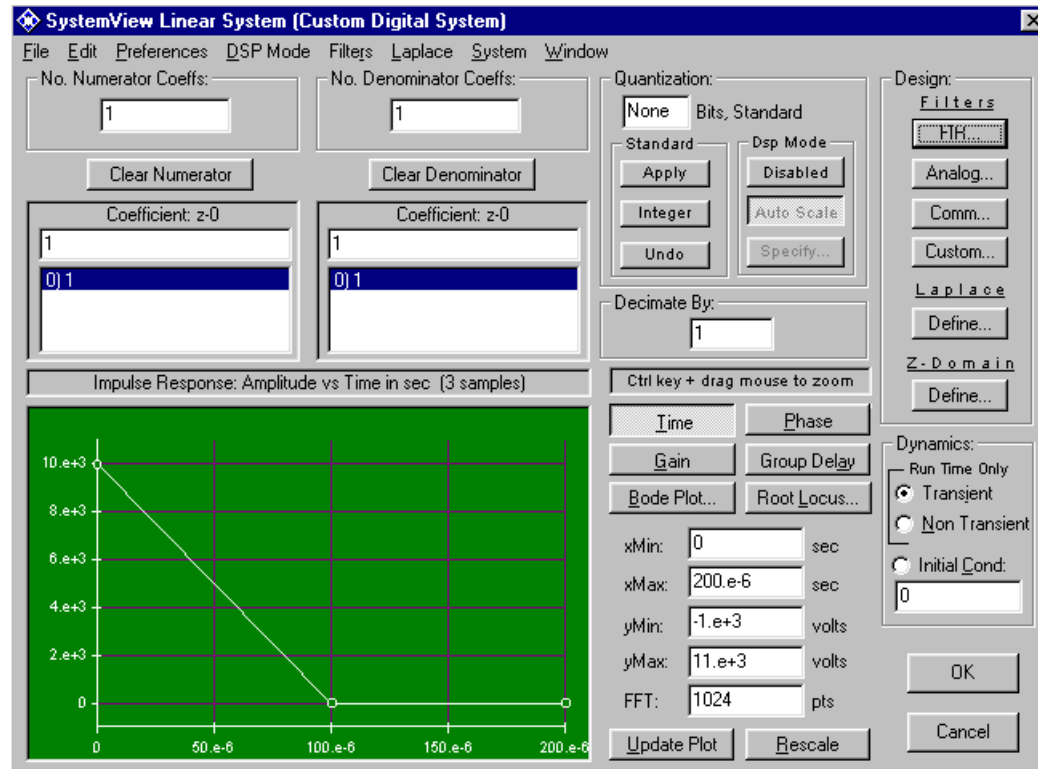 SystemView Linear System (Custom Digital System)
File Edit Preferences DSP Mode Filters Laplace System Window
No. Numerator Coeffs:
1
Clear Numerator
Coefficient: z-0
1
0) 1
No. Denominator Coeffs:
1
Clear Denominator
Coefficient: z-0
1
0) 1
Quantization:
None Bits, Standard
Standard
Apply
Integer
Undo
Dsp Mode
Disabled
Auto Scale
Specify...
Decimate By:
1
Design:
Filters
FIR...
Analog...
Comm...
Custom...
Laplace
Define...
Z-Domain
Define...
Impulse Response: Amplitude vs Time in sec (3 samples)
10.e+3
8.e+3
6.e+3
4.e+3
2.e+3
0
0 50.e-6 100.e-6 150.e-6 200.e-6
Ctrl key + drag mouse to zoom
Time Phase
Gain Group Delay
Bode Plot... Root Locus...
xMin: 0 sec
xMax: 200.e-6 sec
yMin: -1.e+3 volts
yMax: 11.e+3 volts
FFT: 1024 pts
Update Plot Rescale
Dynamics:
Run Time Only
Transient
Non Transient
Initial Cond:
0
OK
Cancel